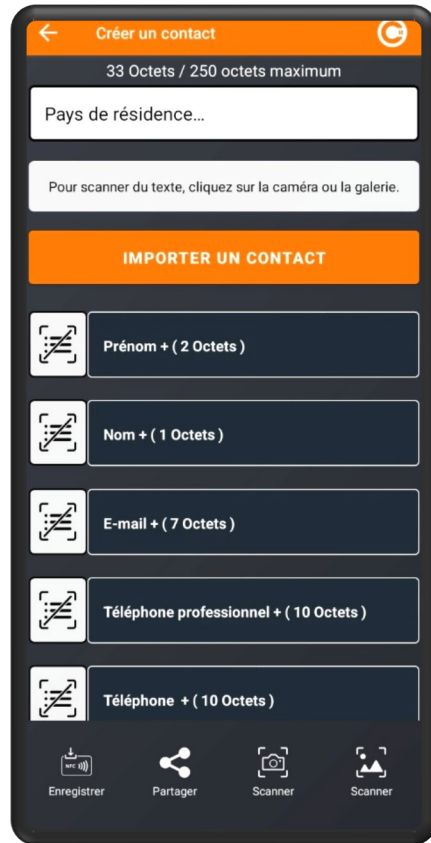 Créer un contact
33 Octets / 250 octets maximum
Pays de résidence...
Pour scanner du texte, cliquez sur la caméra ou la galerie.
IMPORTER UN CONTACT
Prénom + ( 2 Octets )
Nom + ( 1 Octets )
E-mail + ( 7 Octets )
Téléphone professionnel + ( 10 Octets )
Téléphone + ( 10 Octets )
NFC
Enregistrer Partager Scanner Scanner